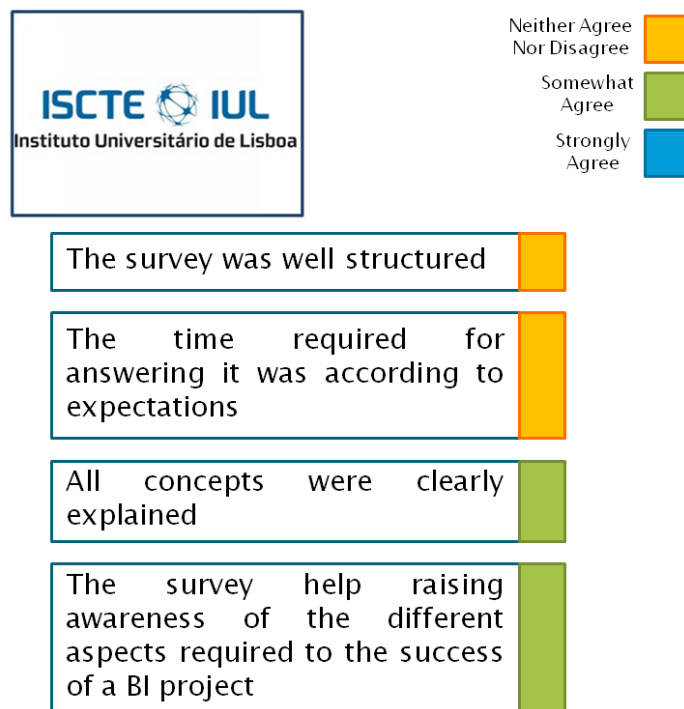 ISCTE IUL
Instituto Universitário de Lisboa
Neither Agree
Nor Disagree
Somewhat
Agree
Strongly
Agree
The survey was well structured
The time required for
answering it was according to
expectations
All concepts were clearly
explained
The survey help raising
awareness of the different
aspects required to the success
of a BI project